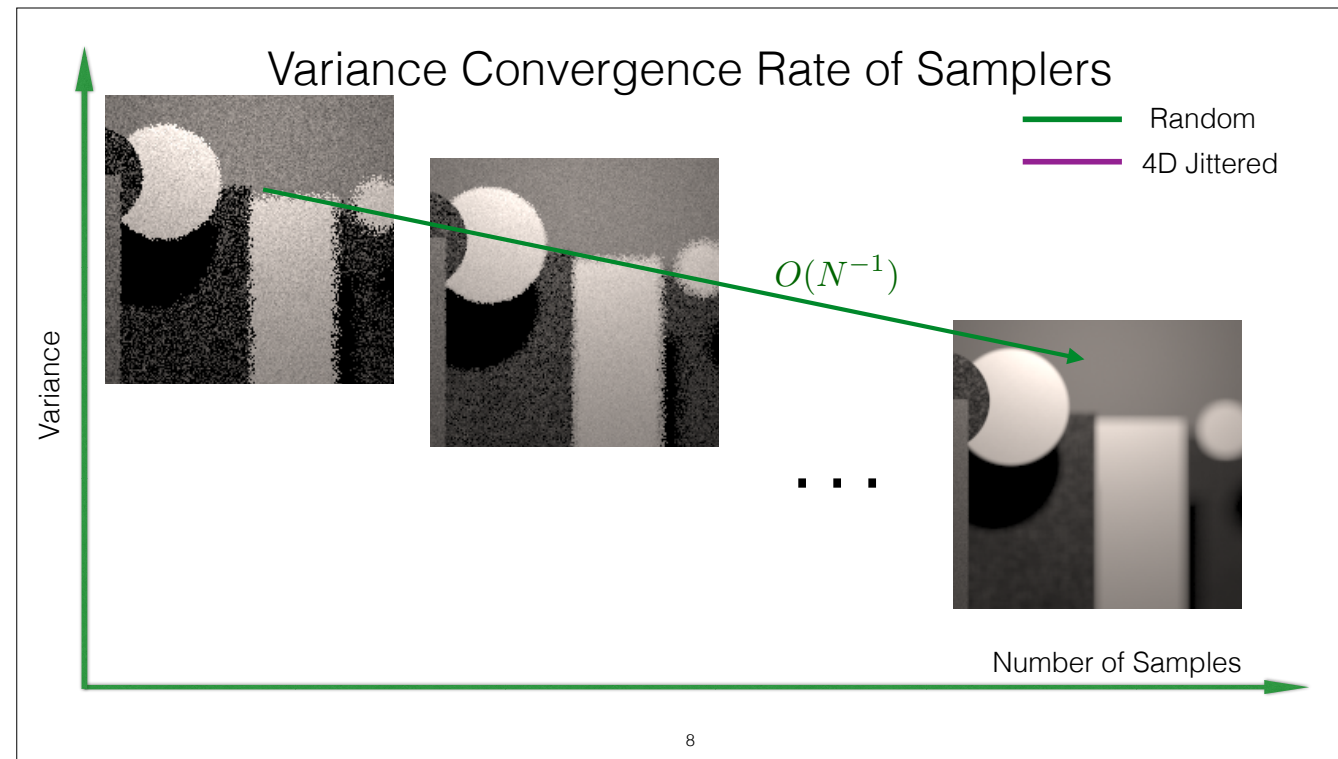 Variance Convergence Rate of Samplers
Random
4D Jittered
O(N⁻¹)
Variance
. . .
Number of Samples
8